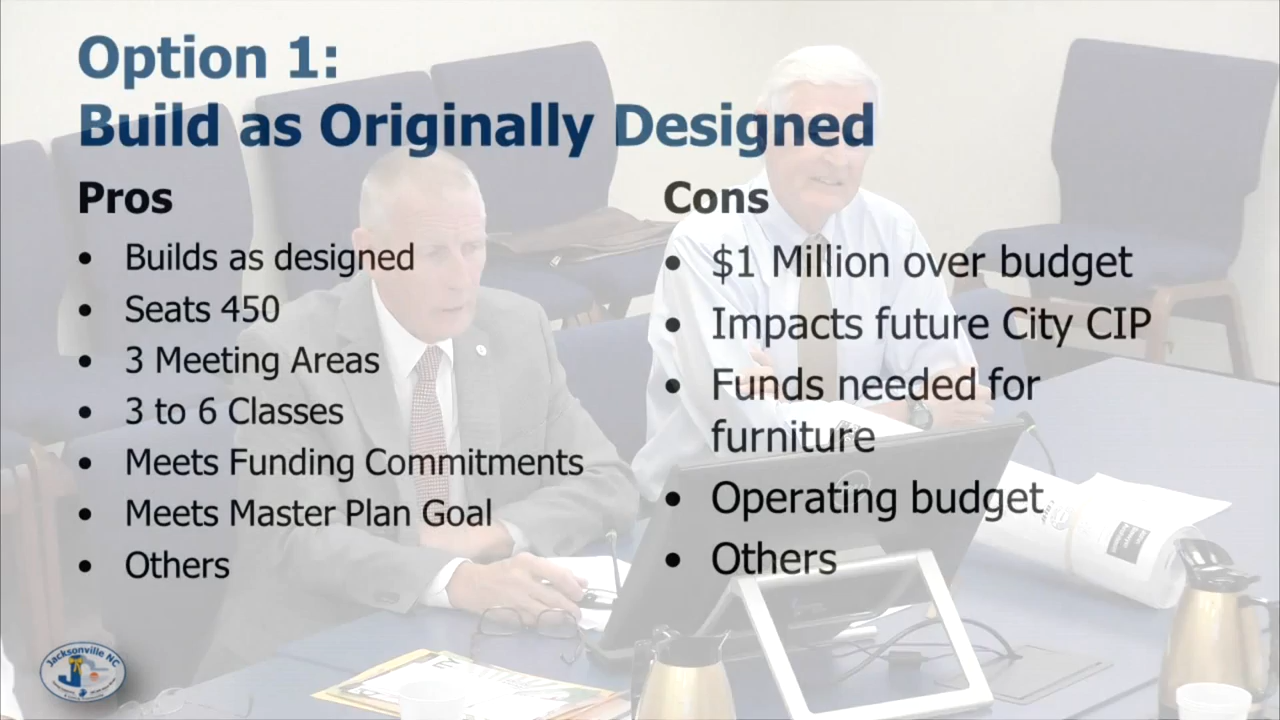 Option 1:
Build as Originally Designed
Pros
• Builds as designed
• Seats 450
• 3 Meeting Areas
• 3 to 6 Classes
• Meets Funding Commitments
• Meets Master Plan Goal
• Others
Cons
• $1 Million over budget
• Impacts future City CIP
• Funds needed for
furniture
• Operating budget
• Others
Jacksonville NC